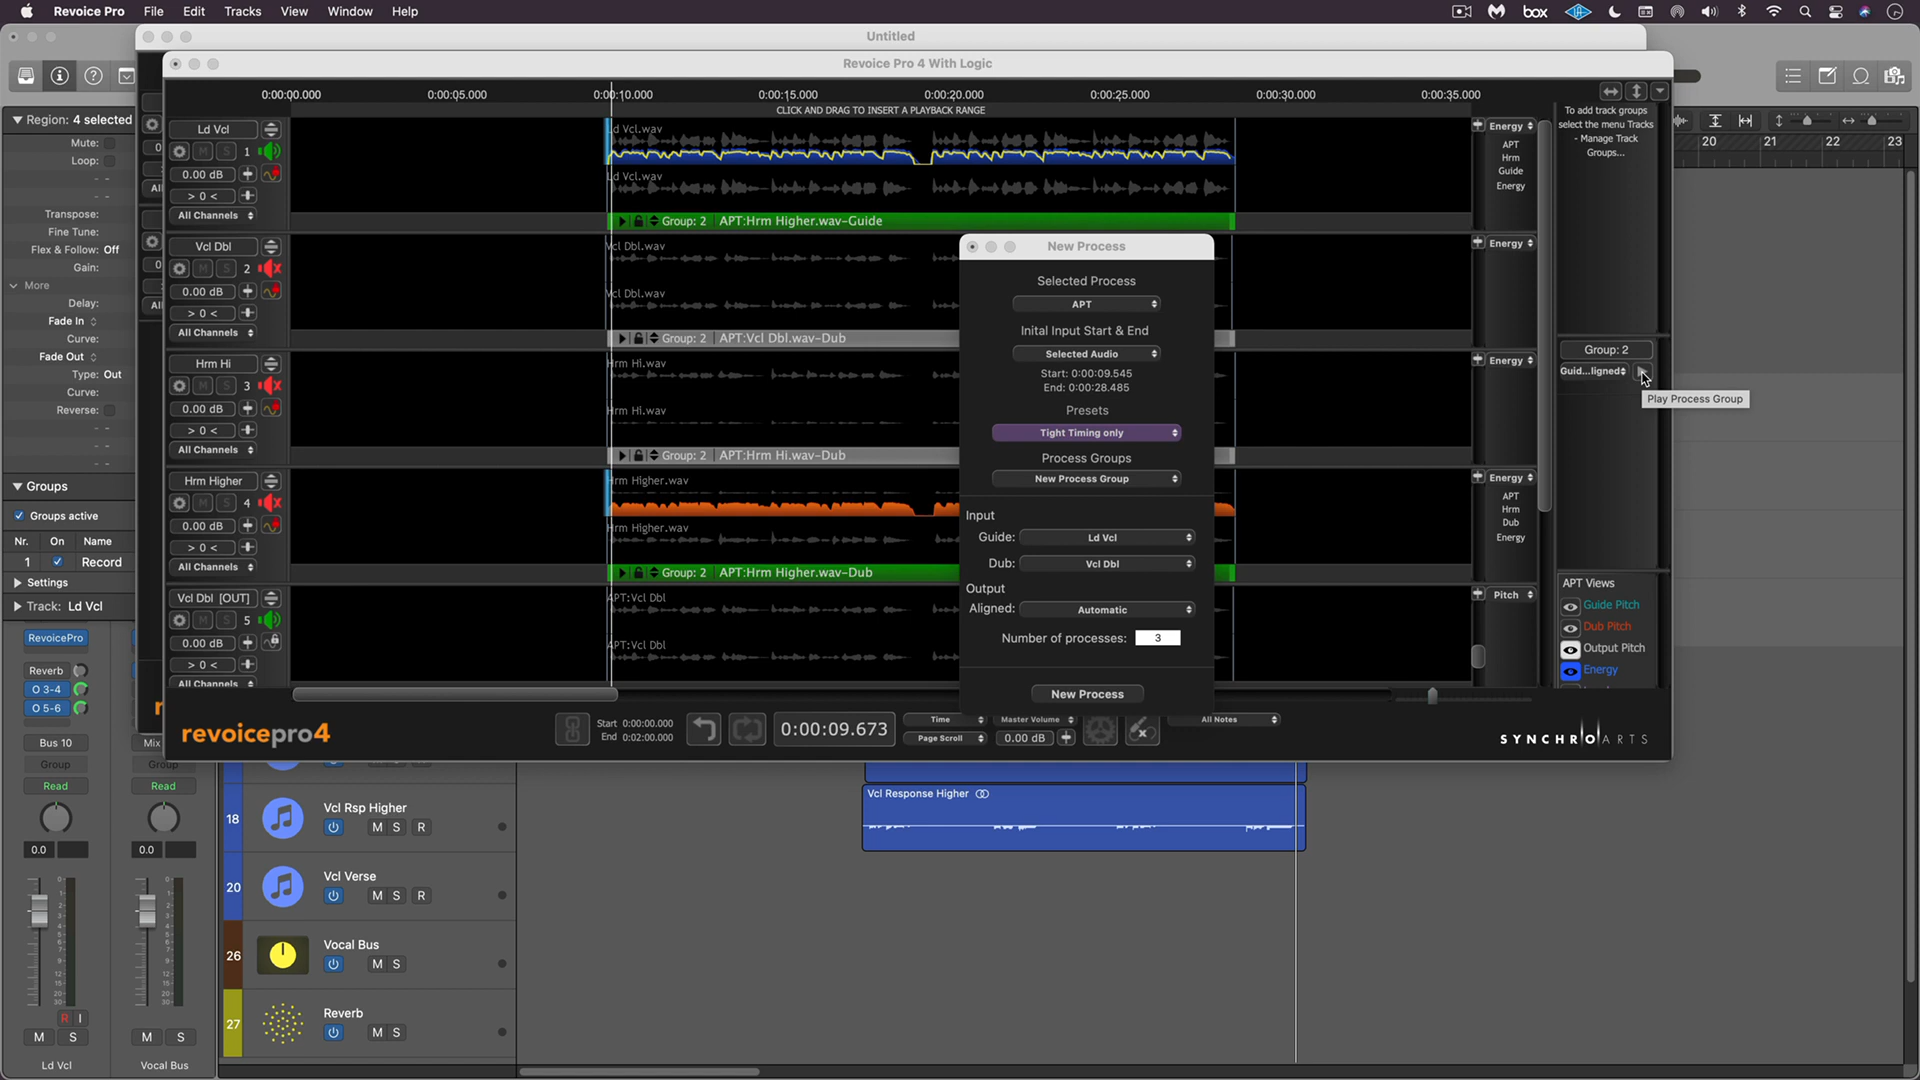 Revoice Pro File Edit Tracks View Window Help
box
Untitled
Revoice Pro 4 With Logic
0:00:00.000 0:00:05.000 0:00:10.000 0:00:15.000 0:00:20.000 0:00:25.000 0:00:30.000 0:00:35.000
CLICK AND DRAG TO INSERT A PLAYBACK RANGE
Region: 4 selected
Mute:
Loop:
Transpose:
Fine Tune:
Flex & Follow: Off
Gain:
More
Delay:
Fade In
Curve:
Fade Out
Type: Out
Curve:
Reverse:
Groups
Groups active
Nr. On Name
1 Record
Settings
Track: Ld Vcl
RevoicePro
Reverb
O 3-4
O 5-6
Bus 10 Mix
Group Group
Read Read
0.0 0.0
R I
M S M S
Ld Vcl Vocal Bus
Ld Vcl
M S 1
0.00 dB
> 0 <
All Channels
d Vcl.wav
d Vcl.wav
Group: 2 APT:Hrm Higher.wav-Guide
Vcl Dbl
M S 2
0.00 dB
> 0 <
All Channels
Vcl Dbl.wav
Vcl Dbl.wav
Group: 2 APT:Vcl Dbl.wav-Dub
Hrm Hi
M S 3
0.00 dB
> 0 <
All Channels
Hrm Hi.wav
Hrm Hi.wav
Group: 2 APT:Hrm Hi.wav-Dub
Hrm Higher
M S 4
0.00 dB
> 0 <
All Channels
Hrm Higher.wav
Hrm Higher.wav
Group: 2 APT:Hrm Higher.wav-Dub
Vcl Dbl [OUT]
M S 5
0.00 dB
> 0 <
All Channels
APT:Vcl Dbl
APT:Vcl Dbl
New Process
Selected Process
APT
Inital Input Start & End
Selected Audio
Start: 0:00:09.545
End: 0:00:28.485
Presets
Tight Timing only
Process Groups
New Process Group
Input
Guide: Ld Vcl
Dub: Vcl Dbl
Output
Aligned: Automatic
Number of processes: 3
New Process
Energy
APT
Hrm
Guide
Energy
Energy
Energy
Energy
APT
Hrm
Dub
Energy
Pitch
To add track groups
select the menu Tracks
- Manage Track
Groups...
Group: 2
Guid...ligned
Play Process Group
APT Views
Guide Pitch
Dub Pitch
Output Pitch
Energy
20 21 22 23
revoicepro4
Start 0:00:00.000
End 0:02:00.000
0:00:09.673
Time
Page Scroll
Master Volume
0.00 dB
All Notes
SYNCHROARTS
18 Vcl Rsp Higher
M S R
Vcl Response Higher
20 Vcl Verse
M S R
26 Vocal Bus
M S
27 Reverb
M S